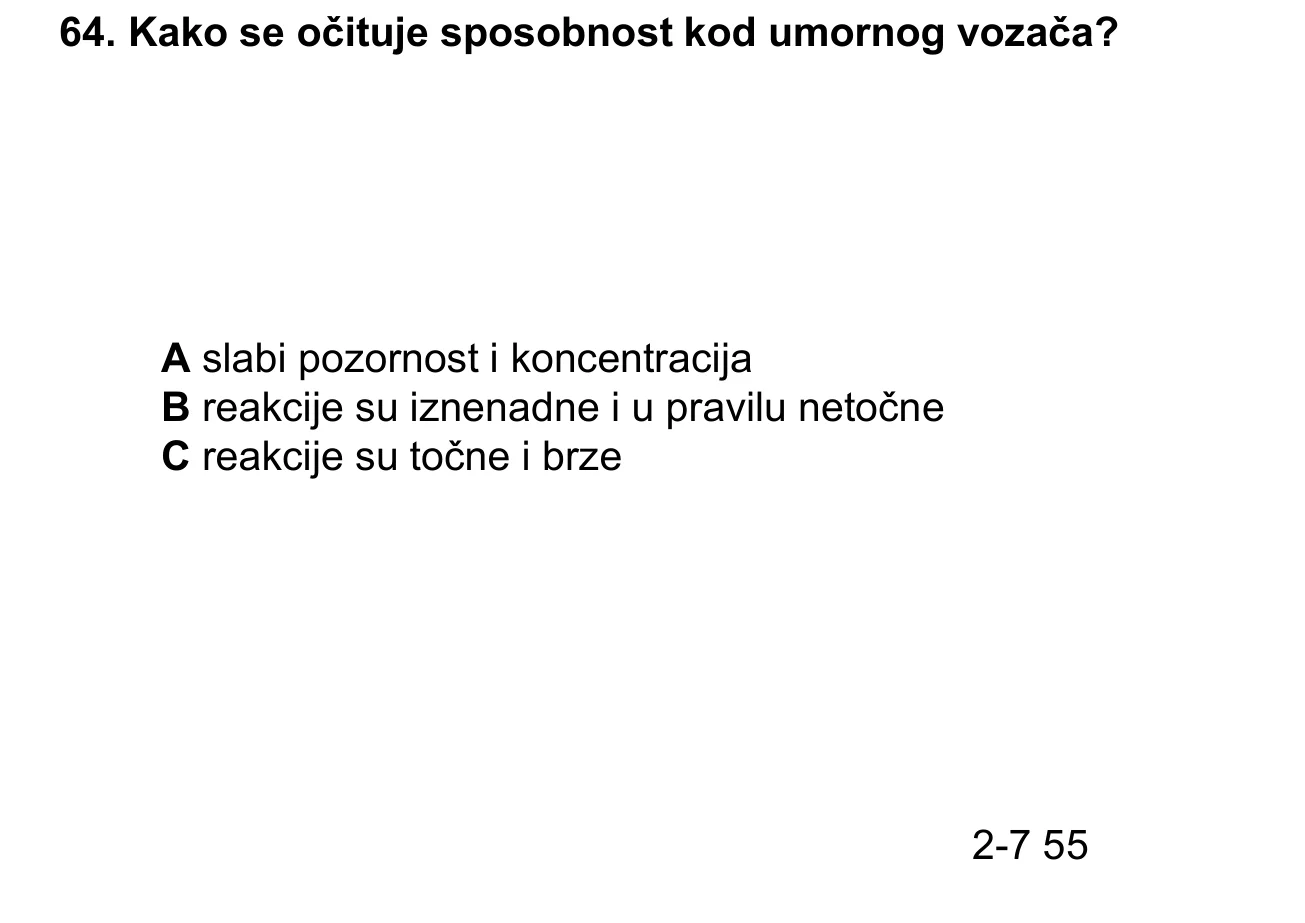 64. Kako se očituje sposobnost kod umornog vozača?
A slabi pozornost i koncentracija
B reakcije su iznenadne i u pravilu netočne
C reakcije su točne i brze
2-7 55